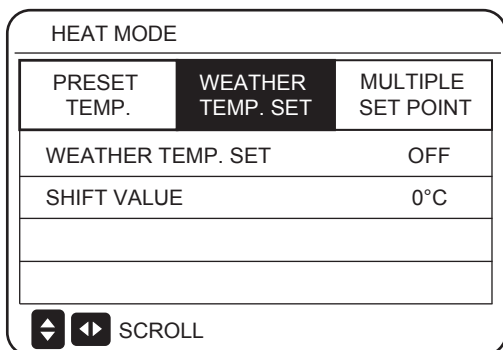 HEAT MODE
PRESET TEMP.
WEATHER TEMP. SET
MULTIPLE SET POINT
WEATHER TEMP. SET OFF
SHIFT VALUE 0°C
SCROLL